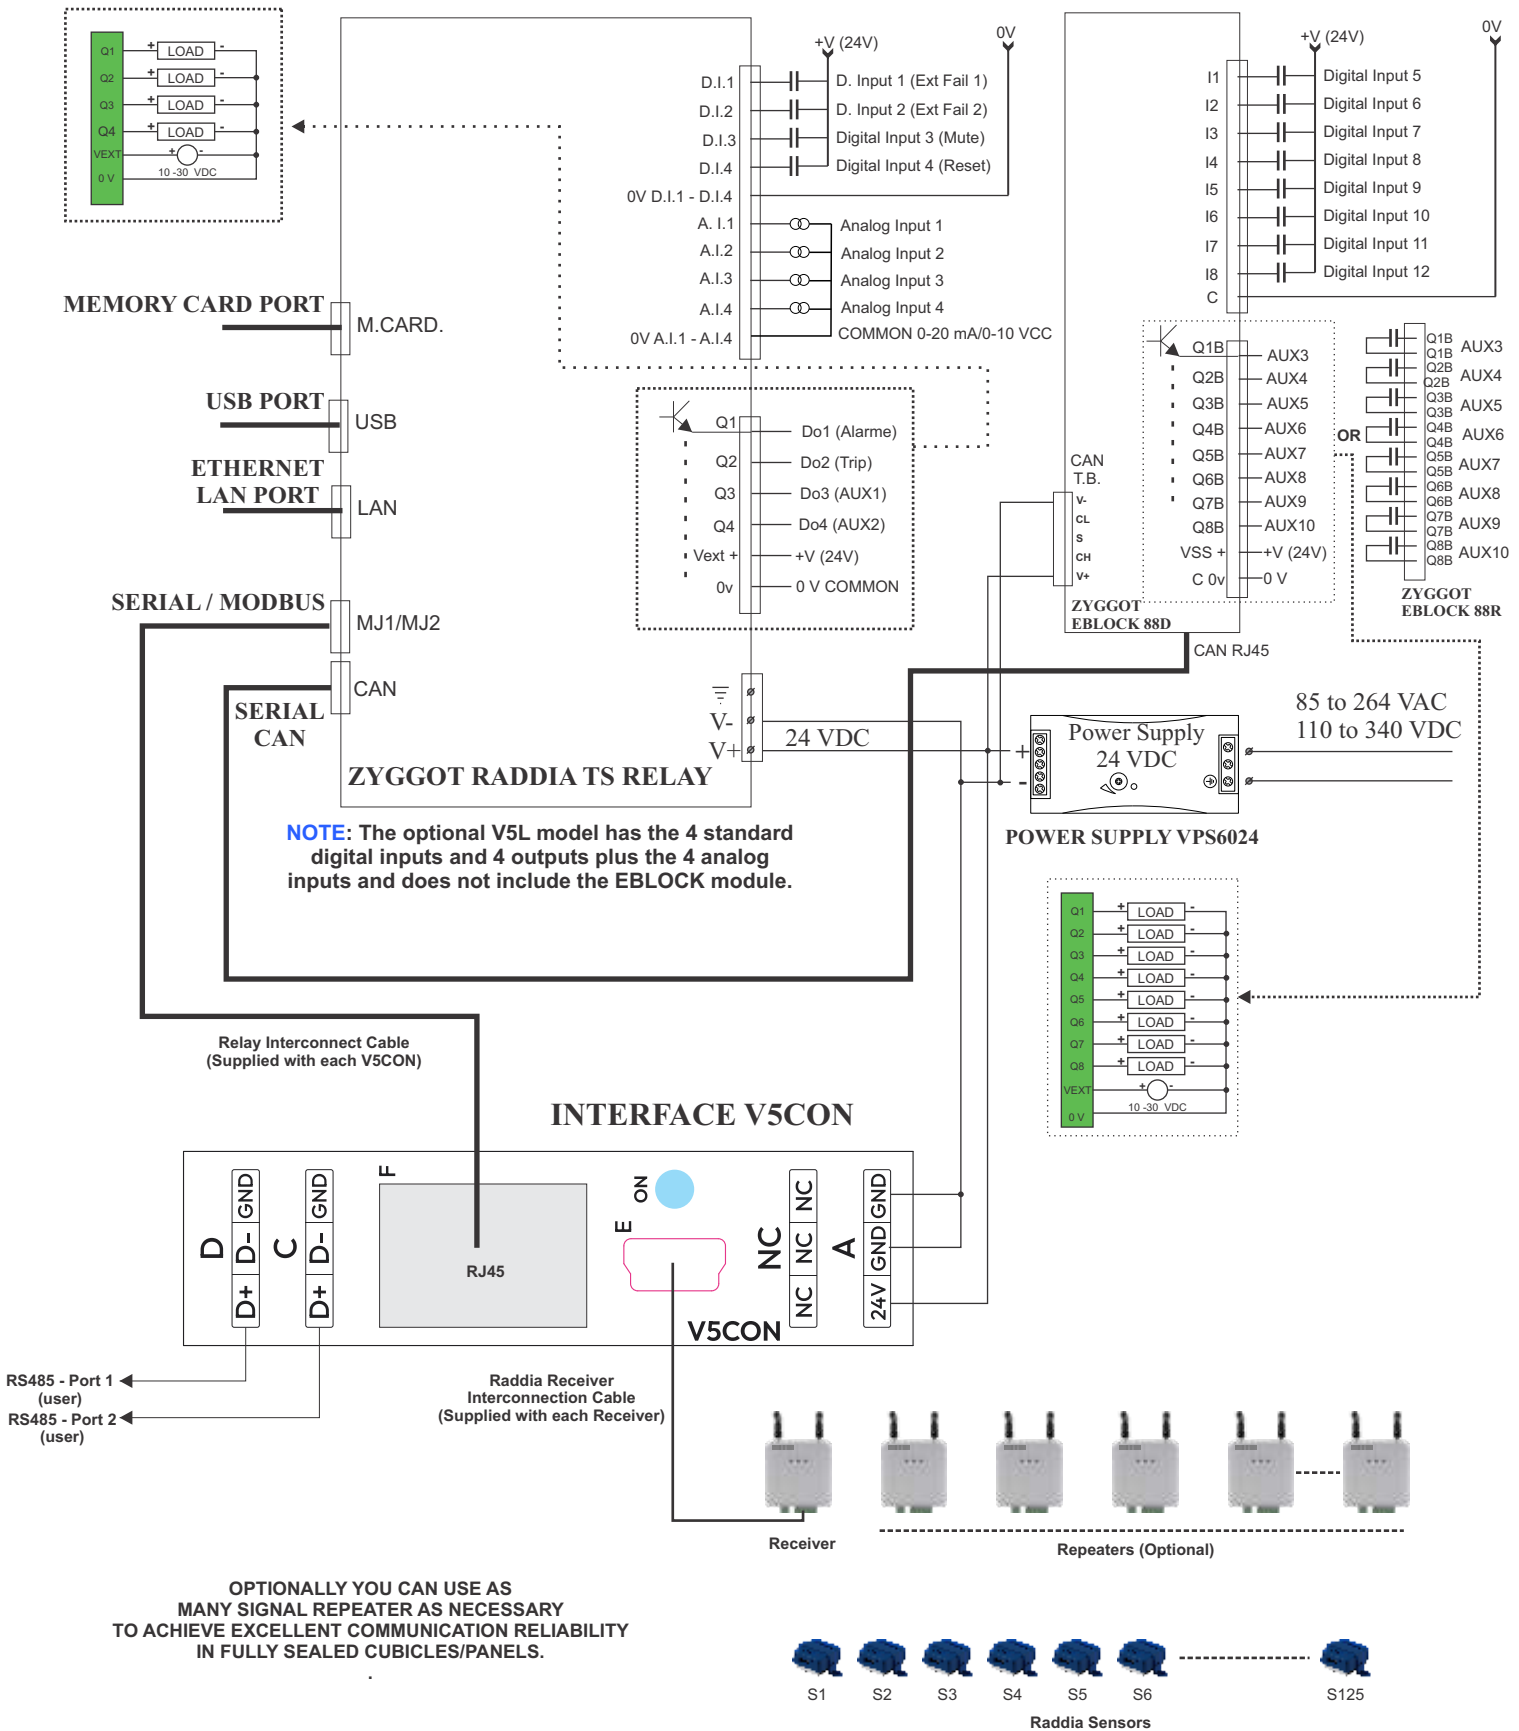 Q1 + LOAD -
Q2 + LOAD -
Q3 + LOAD -
Q4 + LOAD -
VEXT + -
10 -30 VDC
0 V
MEMORY CARD PORT
M.CARD.
USB PORT
USB
ETHERNET
LAN PORT
LAN
SERIAL / MODBUS
MJ1/MJ2
CAN
SERIAL
CAN
+V (24V)
0V
D.I.1 D. Input 1 (Ext Fail 1)
D.I.2 D. Input 2 (Ext Fail 2)
D.I.3 Digital Input 3 (Mute)
D.I.4 Digital Input 4 (Reset)
0V D.I.1 - D.I.4
A. I.1 Analog Input 1
A.I.2 Analog Input 2
A.I.3 Analog Input 3
A.I.4 Analog Input 4
0V A.I.1 - A.I.4 COMMON 0-20 mA/0-10 VCC
Q1 Do1 (Alarme)
Q2 Do2 (Trip)
Q3 Do3 (AUX1)
Q4 Do4 (AUX2)
Vext + +V (24V)
0v 0 V COMMON
V-
V+
24 VDC
ZYGGOT RADDIA TS RELAY
NOTE: The optional V5L model has the 4 standard
digital inputs and 4 outputs plus the 4 analog
inputs and does not include the EBLOCK module.
+V (24V)
0V
I1 Digital Input 5
I2 Digital Input 6
I3 Digital Input 7
I4 Digital Input 8
I5 Digital Input 9
I6 Digital Input 10
I7 Digital Input 11
I8 Digital Input 12
C
Q1B AUX3
Q2B AUX4
Q3B AUX5
Q4B AUX6
Q5B AUX7
Q6B AUX8
Q7B AUX9
Q8B AUX10
VSS + +V (24V)
C 0v 0 V
OR
CAN
T.B.
V-
CL
S
CH
V+
ZYGGOT
EBLOCK 88D
CAN RJ45
Q1B
Q1B AUX3
Q2B
Q2B AUX4
Q3B
Q3B AUX5
Q4B
Q4B AUX6
Q5B
Q5B AUX7
Q6B
Q6B AUX8
Q7B
Q7B AUX9
Q8B
Q8B AUX10
ZYGGOT
EBLOCK 88R
85 to 264 VAC
110 to 340 VDC
Power Supply
24 VDC
+
-
POWER SUPPLY VPS6024
Q1 + LOAD -
Q2 + LOAD -
Q3 + LOAD -
Q4 + LOAD -
Q5 + LOAD -
Q6 + LOAD -
Q7 + LOAD -
Q8 + LOAD -
VEXT + -
10 -30 VDC
0 V
Relay Interconnect Cable
(Supplied with each V5CON)
INTERFACE V5CON
D
D+ D- GND
C
D+ D- GND
F
RJ45
ON
E
V5CON
NC
NC NC NC
A
24V GND GND
RS485 - Port 1
(user)
RS485 - Port 2
(user)
Raddia Receiver
Interconnection Cable
(Supplied with each Receiver)
Receiver
Repeaters (Optional)
OPTIONALLY YOU CAN USE AS
MANY SIGNAL REPEATER AS NECESSARY
TO ACHIEVE EXCELLENT COMMUNICATION RELIABILITY
IN FULLY SEALED CUBICLES/PANELS.
.
S1 S2 S3 S4 S5 S6 S125
Raddia Sensors